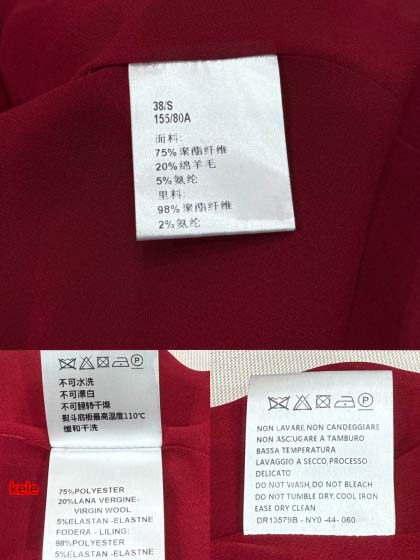 38/S
155/80A
面料:
75%聚酯纤维
20%绵羊毛
5%氨纶
里料:
98%聚酯纤维
2%氨纶
不可水洗
不可漂白
不可翻转干燥
熨斗底板最高温度110℃
缓和干洗
75%POLYESTER
20%LANA VERGINE-
VIRGIN WOOL
5%ELASTAN -ELASTNE
FODERA - LILING:
98%POLYESTER
kele
NON LAVARE,NON CANDEGGIARE
NON ASCIUGARE A TAMBURO
BASSA TEMPERATURA
LAVAGGIO A SECCO,PROCESSO
DELICATO
DO NOT WASH,DO NOT BLEACH
DO NOT TUMBLE DRY,COOL IRON
EASE DRY CLEAN
DR13579B - NY0 -44- 060-